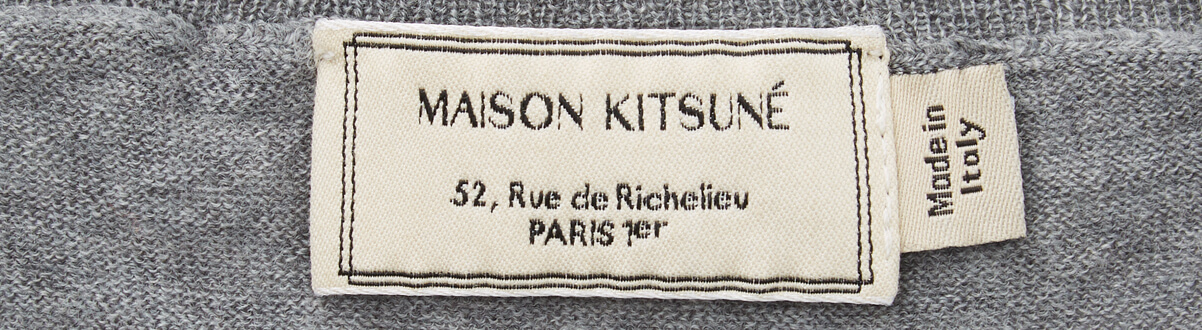 MAISON KITSUNÉ
52, Rue de Richelieu
PARIS 1er
Made in
Italy